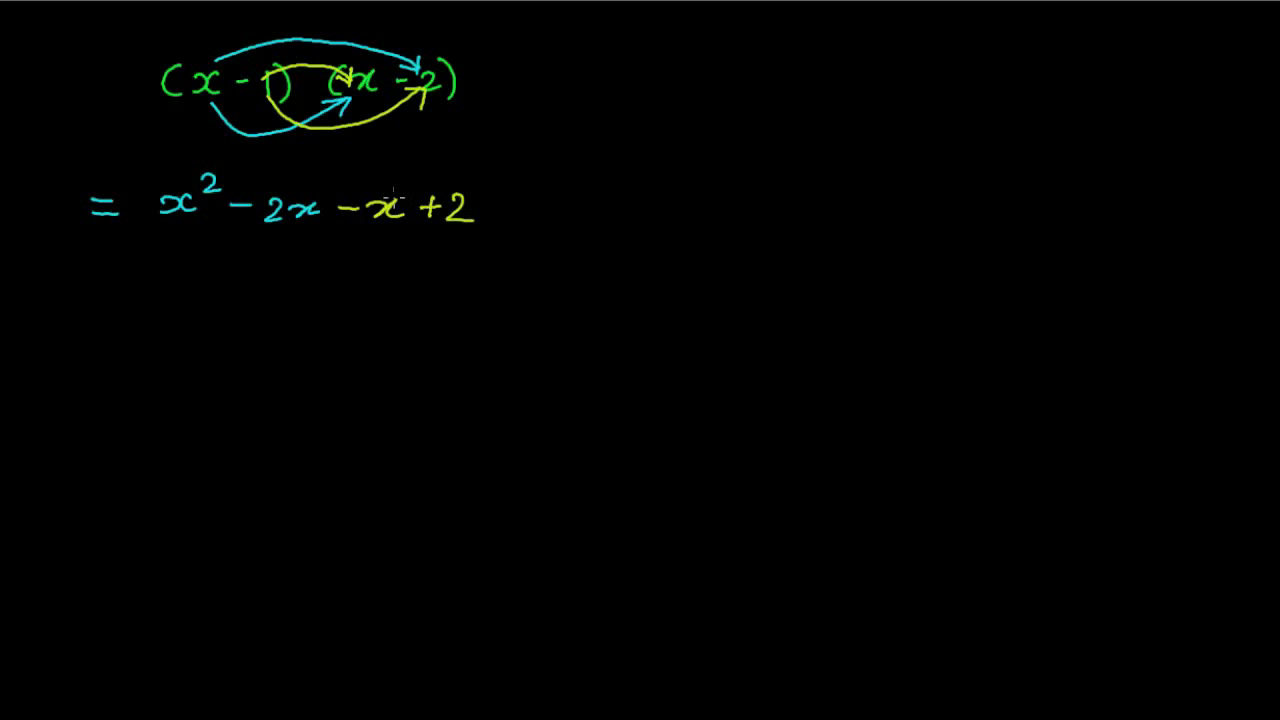 (x - 1) (x - 2)
= x² - 2x - x + 2